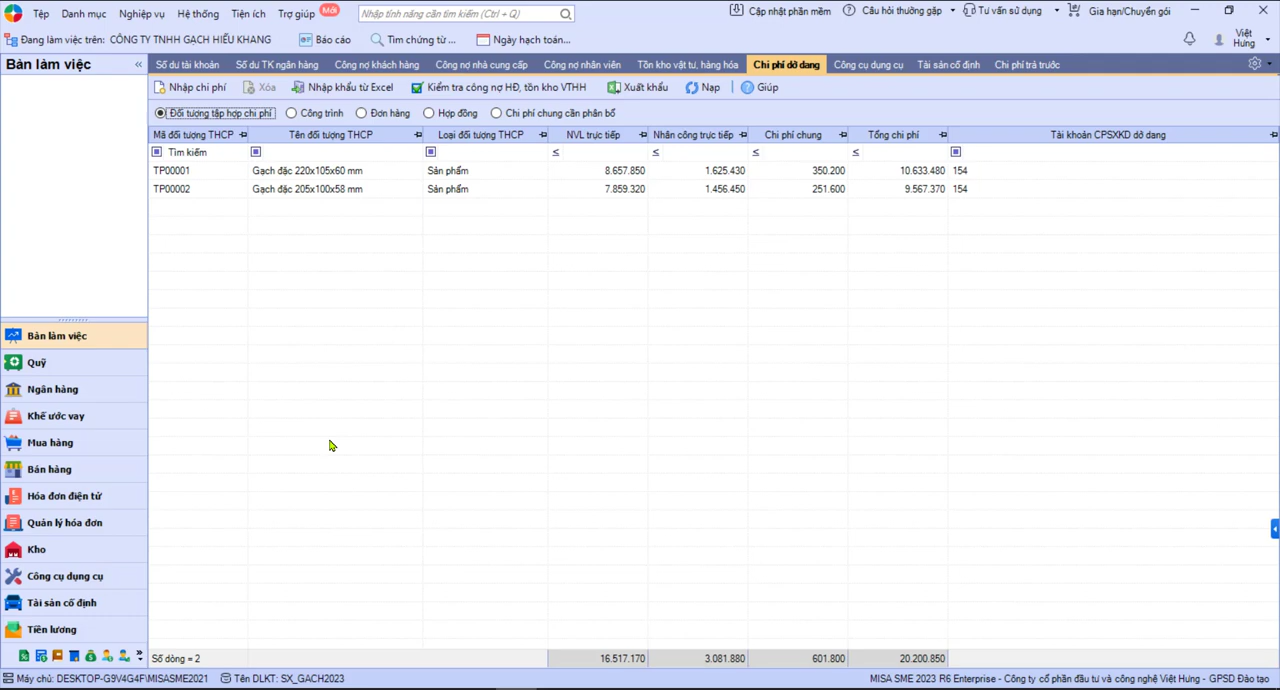 Tệp Danh mục Nghiệp vụ Hệ thống Tiện ích Trợ giúp Mới Nhập tính năng cần tìm kiếm (Ctrl + Q) Cập nhật phần mềm Câu hỏi thường gặp Tư vấn sử dụng Gia hạn/Chuyển gói
Đang làm việc trên: CÔNG TY TNHH GẠCH HIẾU KHANG Báo cáo Tìm chứng từ ... Ngày hạch toán... Việt Hưng
Bàn làm việc « Số dư tài khoản Số dư TK ngân hàng Công nợ khách hàng Công nợ nhà cung cấp Công nợ nhân viên Tồn kho vật tư, hàng hóa Chi phí dở dang Công cụ dụng cụ Tài sản cố định Chi phí trả trước
Nhập chi phí Xóa Nhập khẩu từ Excel Kiểm tra công nợ HĐ, tồn kho VTHH Xuất khẩu Nạp Giúp
Đối tượng tập hợp chi phí Công trình Đơn hàng Hợp đồng Chi phí chung cần phân bổ
Mã đối tượng THCP Tên đối tượng THCP Loại đối tượng THCP NVL trực tiếp Nhân công trực tiếp Chi phí chung Tổng chi phí Tài khoản CPSXKD dở dang
Tìm kiếm ≤ ≤ ≤ ≤
TP00001 Gạch đặc 220x105x60 mm Sản phẩm 8.657.850 1.625.430 350.200 10.633.480 154
TP00002 Gạch đặc 205x100x58 mm Sản phẩm 7.859.320 1.456.450 251.600 9.567.370 154
Bàn làm việc
Quỹ
Ngân hàng
Khế ước vay
Mua hàng
Bán hàng
Hóa đơn điện tử
Quản lý hóa đơn
Kho
Công cụ dụng cụ
Tài sản cố định
Tiền lương
Số dòng = 2 16.517.170 3.081.880 601.800 20.200.850
Máy chủ: DESKTOP-G9V4G4F\MISASME2021 Tên DLKT: SX_GACH2023 MISA SME 2023 R6 Enterprise - Công ty cổ phần đầu tư và công nghệ Việt Hưng - GPSD Đào tạo